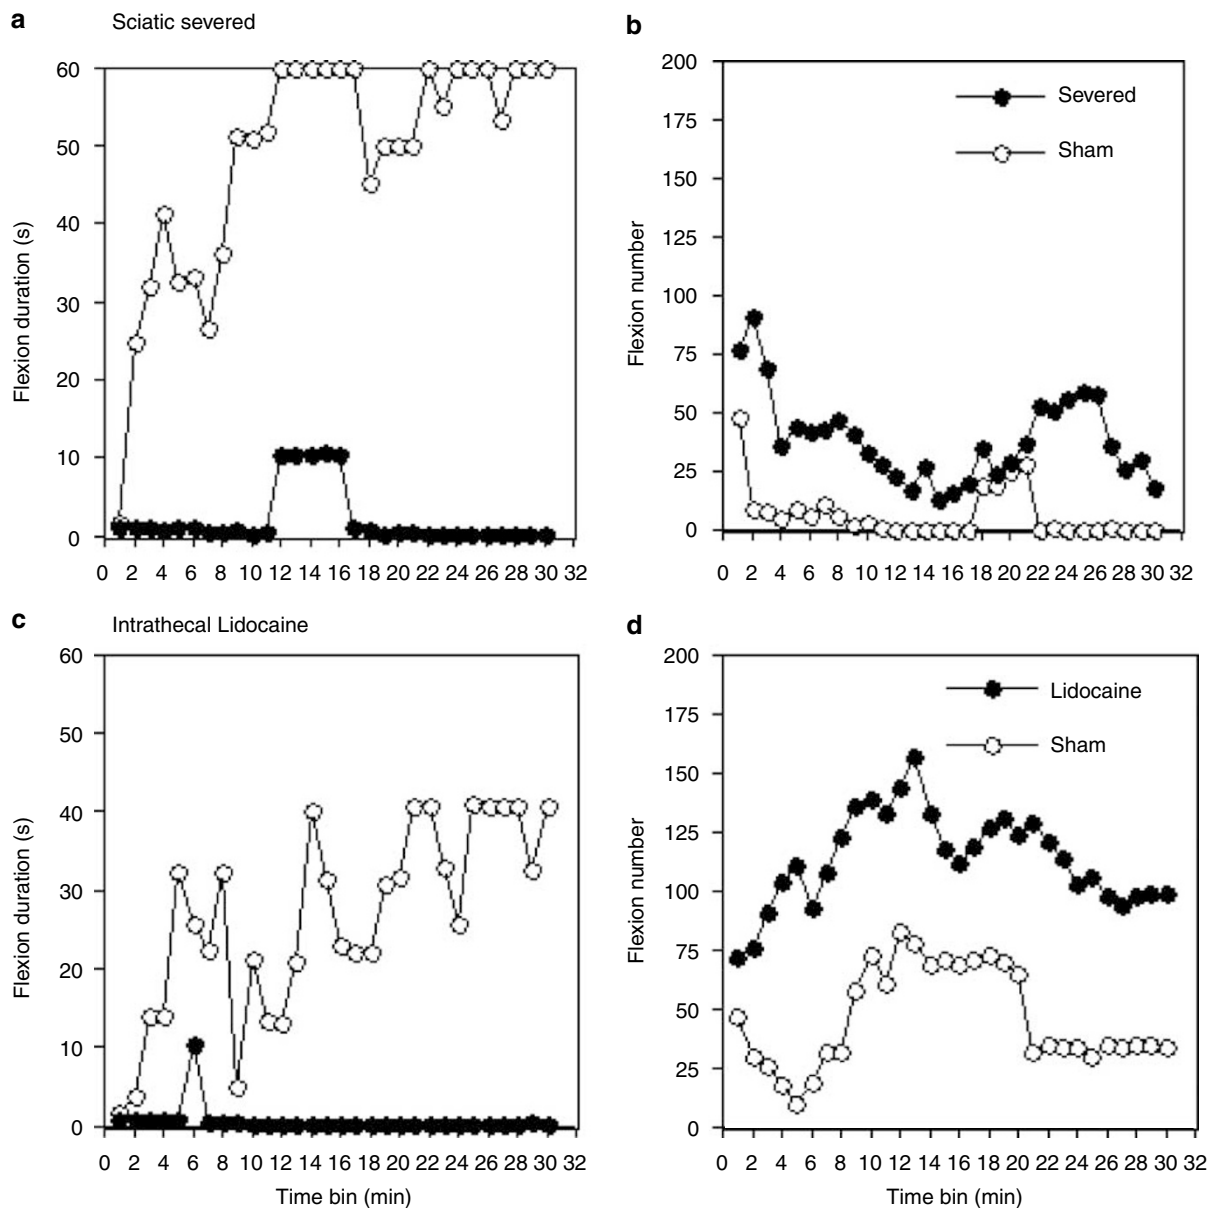 a
Sciatic severed
60
50
40
30
20
10
0
Flexion duration (s)
0 2 4 6 8 10 12 14 16 18 20 22 24 26 28 30 32
b
200
175
150
125
100
75
50
25
0
Flexion number
Severed
Sham
0 2 4 6 8 10 12 14 16 18 20 22 24 26 28 30 32
c
Intrathecal Lidocaine
60
50
40
30
20
10
0
Flexion duration (s)
0 2 4 6 8 10 12 14 16 18 20 22 24 26 28 30 32
Time bin (min)
d
200
175
150
125
100
75
50
25
0
Flexion number
Lidocaine
Sham
0 2 4 6 8 10 12 14 16 18 20 22 24 26 28 30 32
Time bin (min)